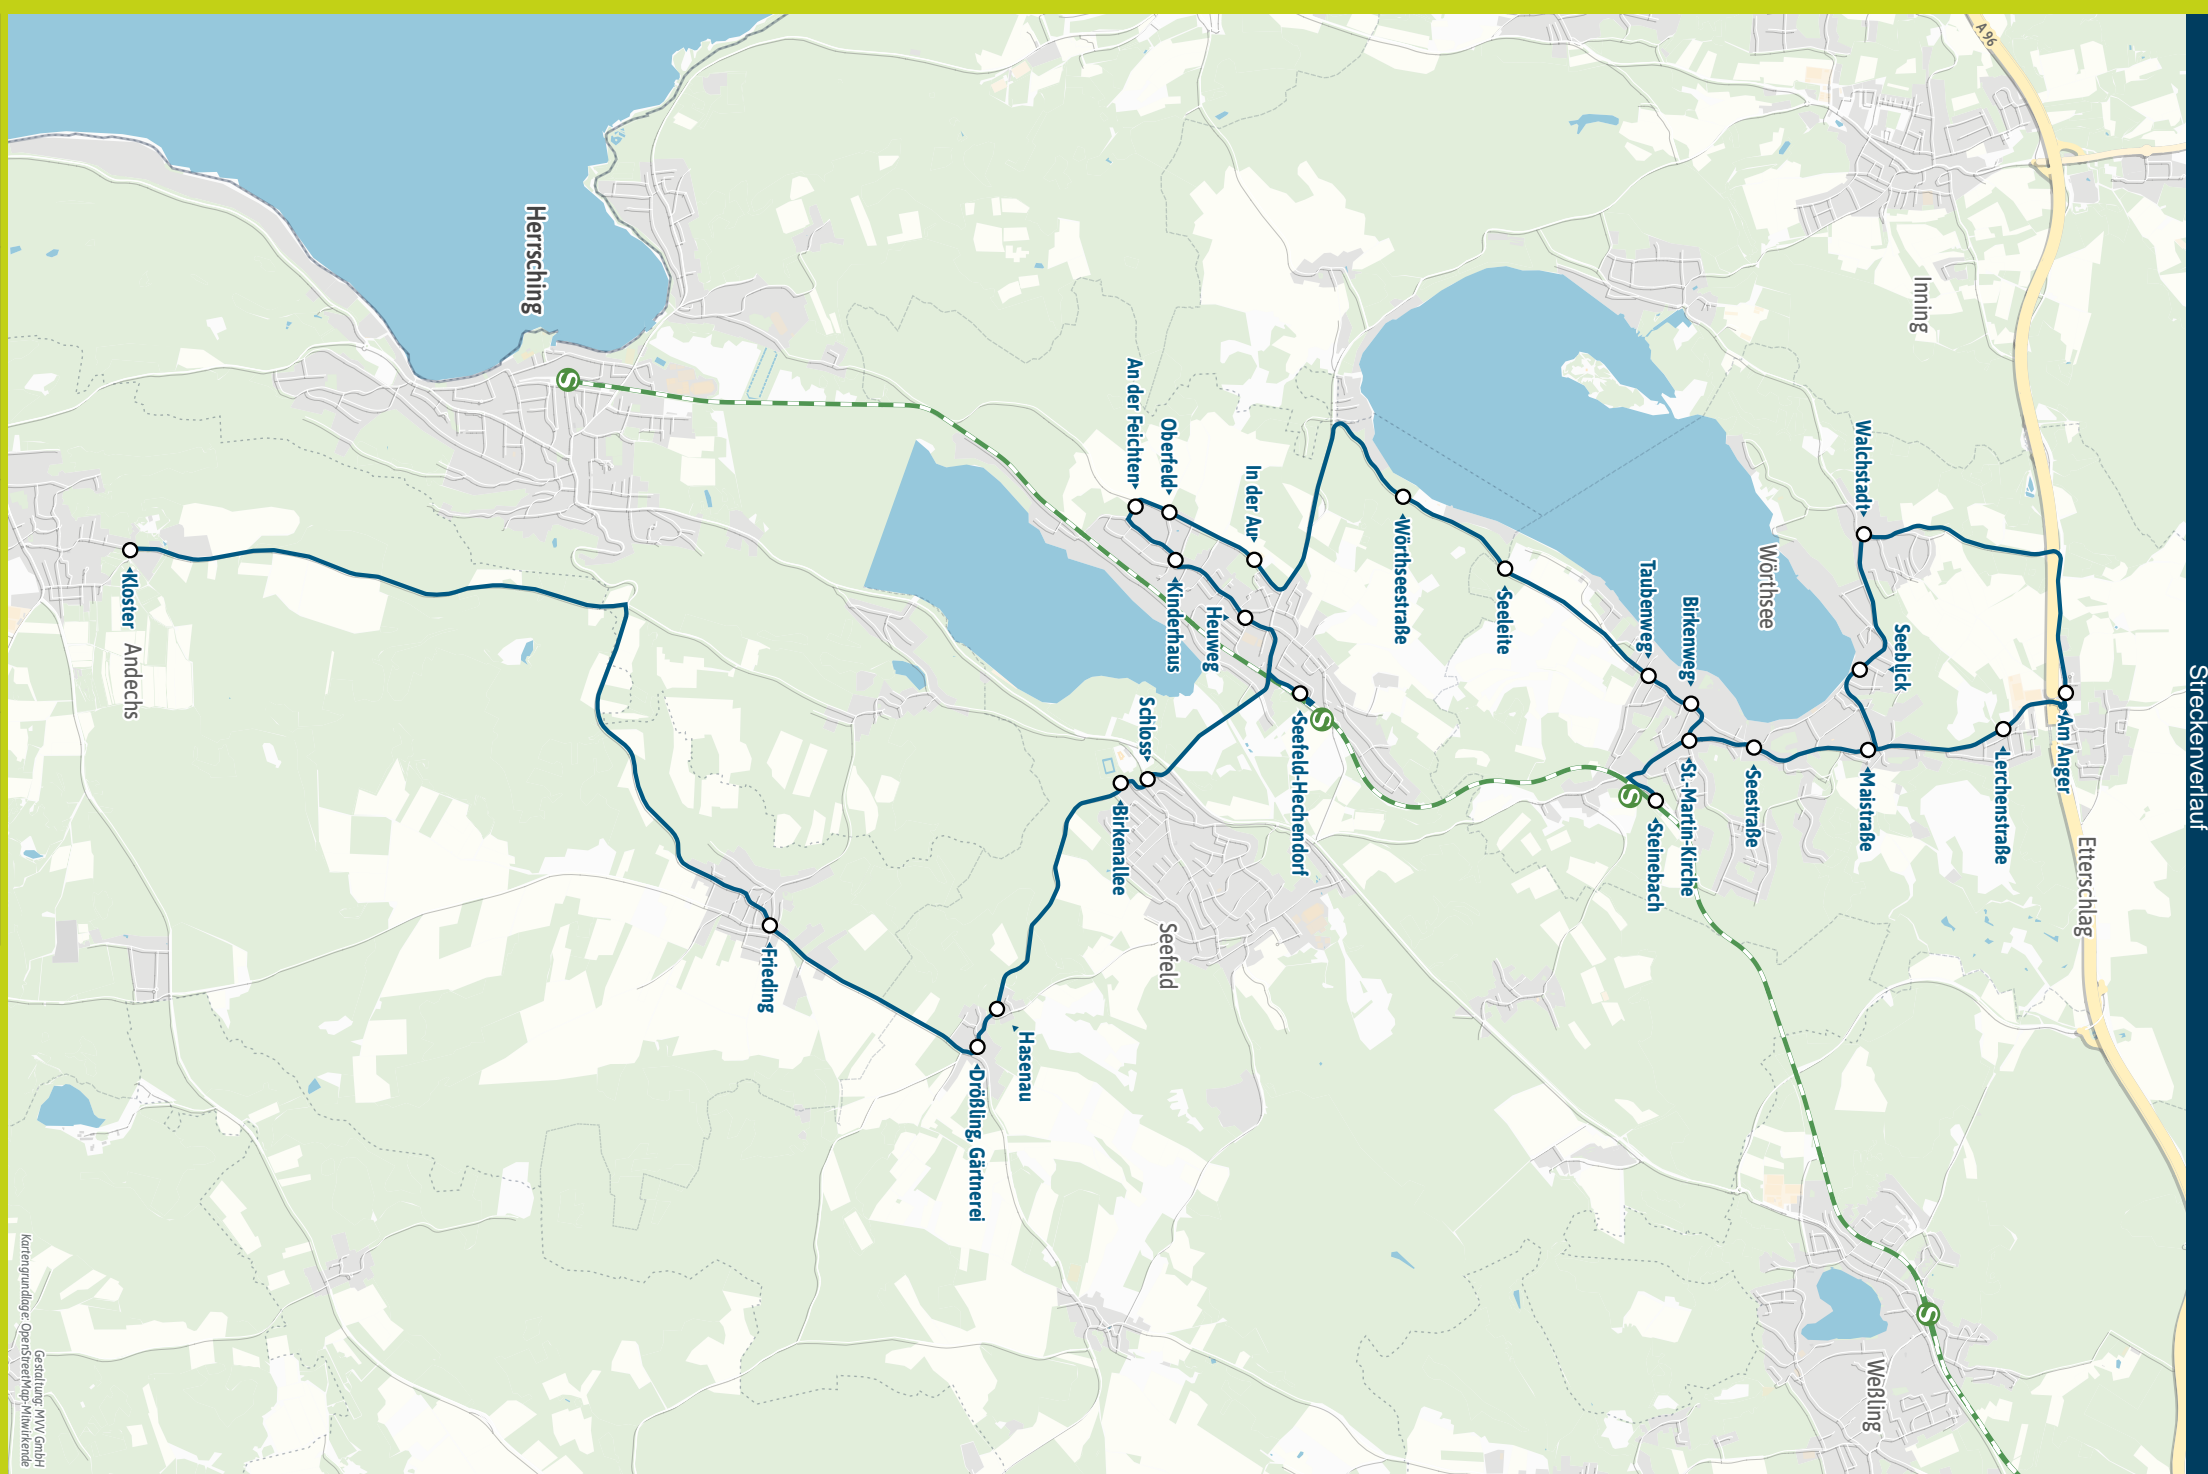 Streckenverlauf
A 96
Inning
Etterschlag
Am Anger
Lerchenstraße
Walchstadt
Seeblick
Maistraße
Wörthsee
Seestraße
Birkenweg
St.-Martin-Kirche
Taubenweg
Steinebach
S
Weßling
S
Seeleite
Wörthseestraße
In der Au
Oberfeld
An der Feichten
Kinderhaus
Heuweg
Seefeld-Hechendorf
S
Schloss
Birkenallee
Seefeld
Hasenau
Drößling, Gärtnerei
Frieding
Herrsching
S
Kloster
Andechs
Gestaltung: MVV GmbH
Kartengrundlage: OpenStreetMap-Mitwirkende